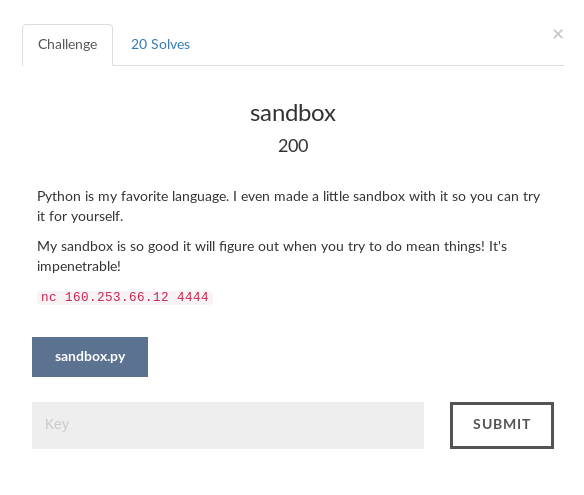 ×
Challenge
20 Solves
sandbox
200
Python is my favorite language. I even made a little sandbox with it so you can try
it for yourself.
My sandbox is so good it will figure out when you try to do mean things! It's
impenetrable!
nc 160.253.66.12 4444
sandbox.py
Key
SUBMIT